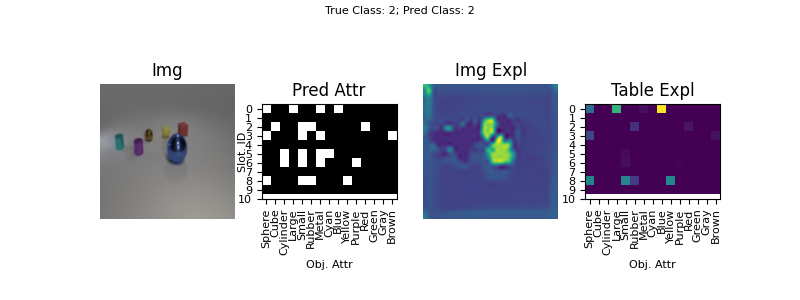 True Class: 2; Pred Class: 2
Img
Pred Attr
Img Expl
Table Expl
Slot. ID
0
1
2
3
4
5
6
7
8
9
10
0
1
2
3
4
5
6
7
8
9
10
Sphere
Cube
Cylinder
Large
Small
Rubber
Metal
Cyan
Blue
Yellow
Purple
Red
Green
Gray
Brown
Sphere
Cube
Cylinder
Large
Small
Rubber
Metal
Cyan
Blue
Yellow
Purple
Red
Green
Gray
Brown
Obj. Attr
Obj. Attr